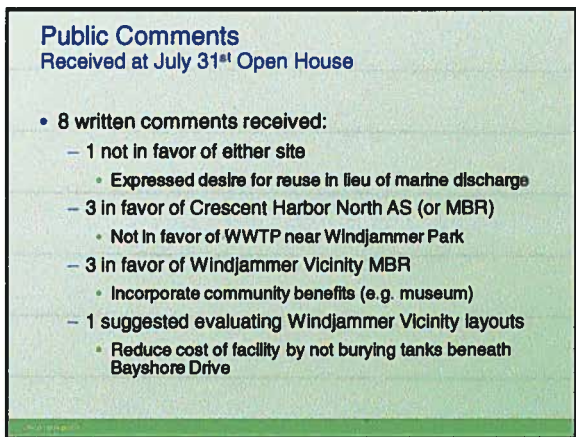 Public Comments
Received at July 31st Open House
• 8 written comments received:
– 1 not in favor of either site
• Expressed desire for reuse in lieu of marine discharge
– 3 in favor of Crescent Harbor North AS (or MBR)
• Not in favor of WWTP near Windjammer Park
– 3 in favor of Windjammer Vicinity MBR
• Incorporate community benefits (e.g. museum)
– 1 suggested evaluating Windjammer Vicinity layouts
• Reduce cost of facility by not burying tanks beneath
Bayshore Drive